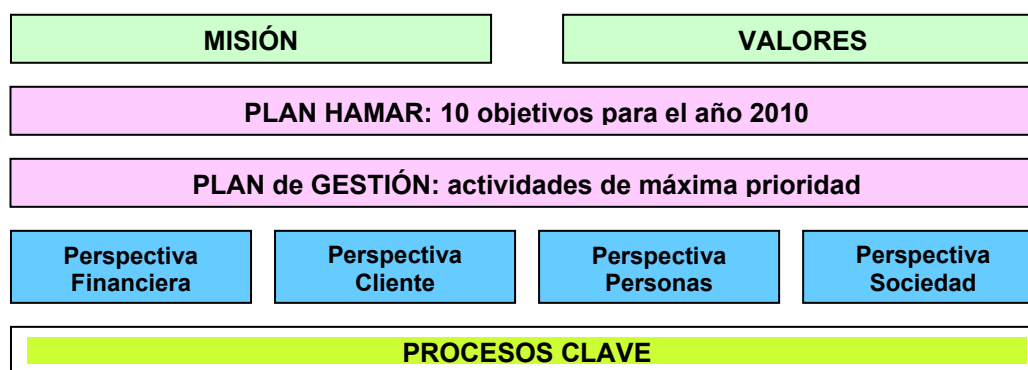 MISIÓN
VALORES
PLAN HAMAR: 10 objetivos para el año 2010
PLAN de GESTIÓN: actividades de máxima prioridad
Perspectiva
Financiera
Perspectiva
Cliente
Perspectiva
Personas
Perspectiva
Sociedad
PROCESOS CLAVE